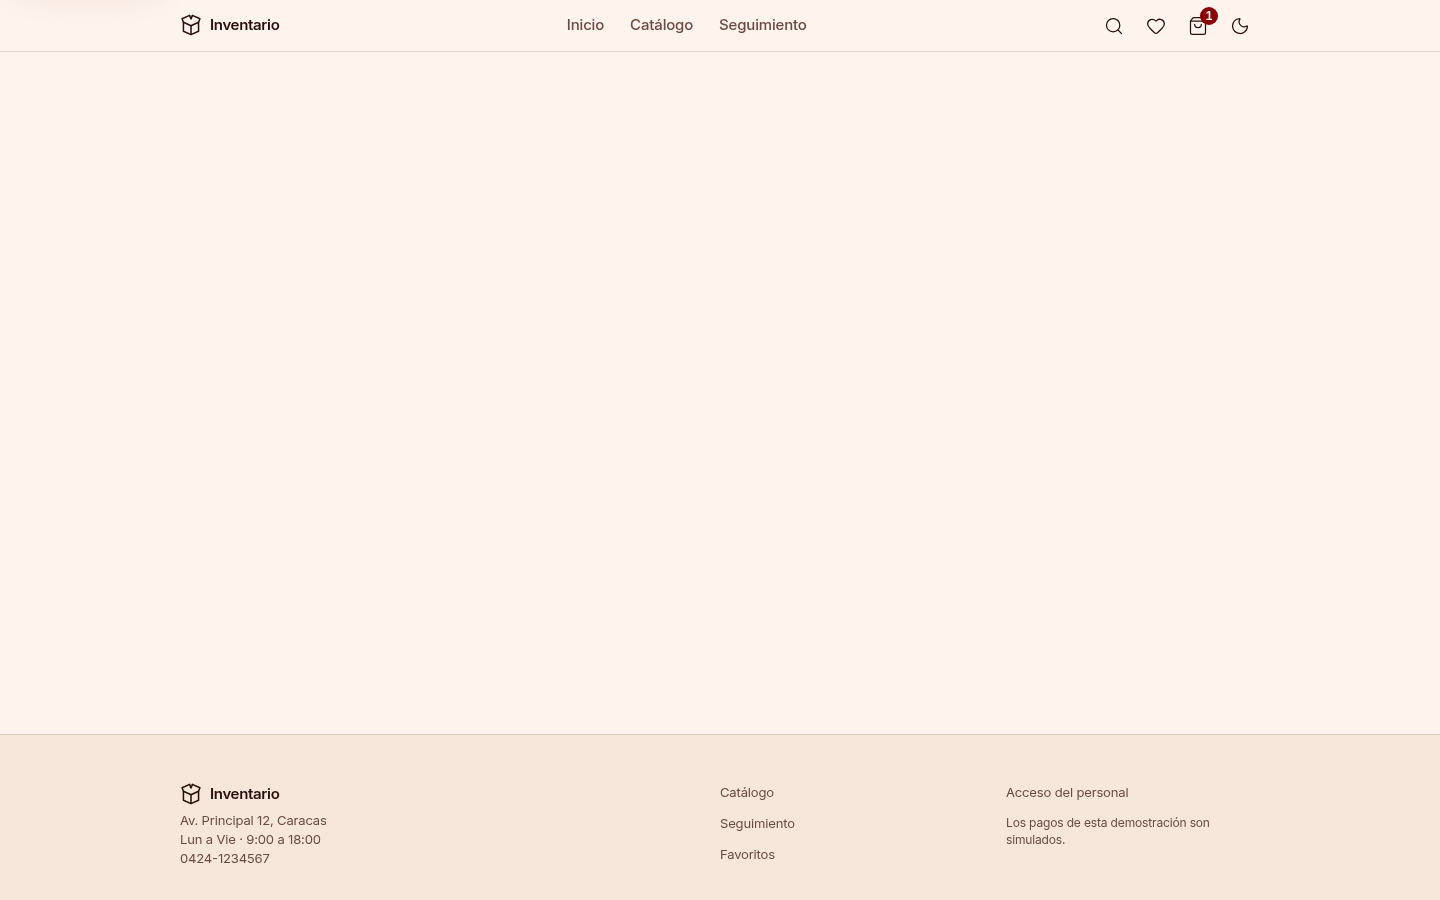 Inventario
Inicio
Catálogo
Seguimiento
1
Inventario
Av. Principal 12, Caracas
Lun a Vie · 9:00 a 18:00
0424-1234567
Catálogo
Seguimiento
Favoritos
Acceso del personal
Los pagos de esta demostración son
simulados.